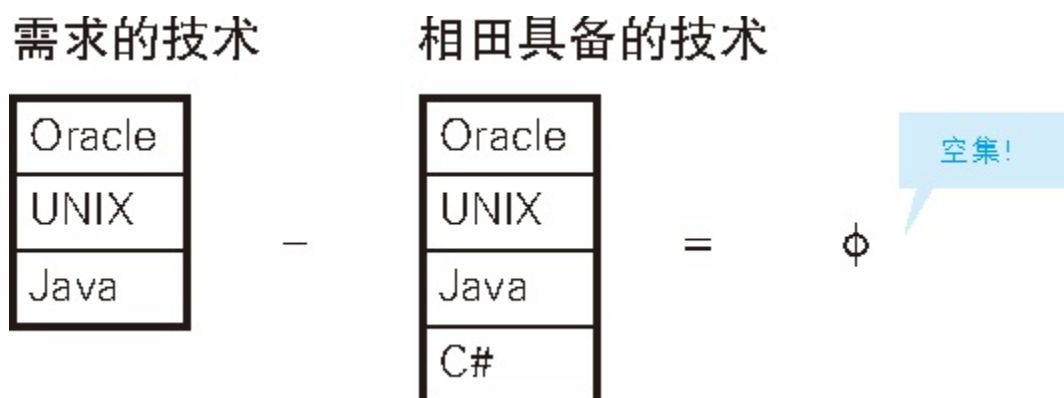 需求的技术
相田具备的技术
Oracle
UNIX
Java
−
Oracle
UNIX
Java
C#
=
φ
空集!